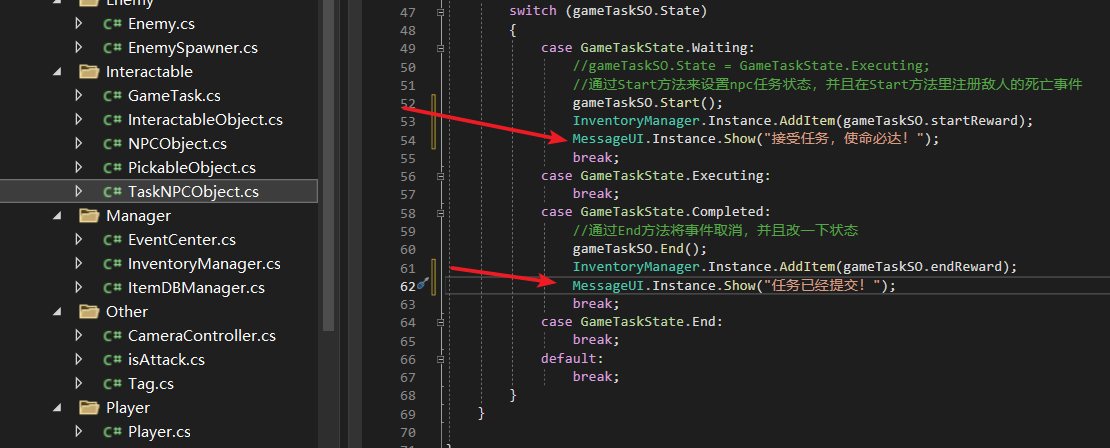 Enemy
Enemy.cs
EnemySpawner.cs
Interactable
GameTask.cs
InteractableObject.cs
NPCObject.cs
PickableObject.cs
TaskNPCObject.cs
Manager
EventCenter.cs
InventoryManager.cs
ItemDBManager.cs
Other
CameraController.cs
isAttack.cs
Tag.cs
Player
Player.cs
47 switch (gameTaskSO.State)
48 {
49 case GameTaskState.Waiting:
50 //gameTaskSO.State = GameTaskState.Executing;
51 //通过Start方法来设置npc任务状态，并且在Start方法里注册敌人的死亡事件
52 gameTaskSO.Start();
53 InventoryManager.Instance.AddItem(gameTaskSO.startReward);
54 MessageUI.Instance.Show("接受任务，使命必达！");
55 break;
56 case GameTaskState.Executing:
57 break;
58 case GameTaskState.Completed:
59 //通过End方法将事件取消，并且改一下状态
60 gameTaskSO.End();
61 InventoryManager.Instance.AddItem(gameTaskSO.endReward);
62 MessageUI.Instance.Show("任务已经提交！");
63 break;
64 case GameTaskState.End:
65 break;
66 default:
67 break;
68 }
69 }
70